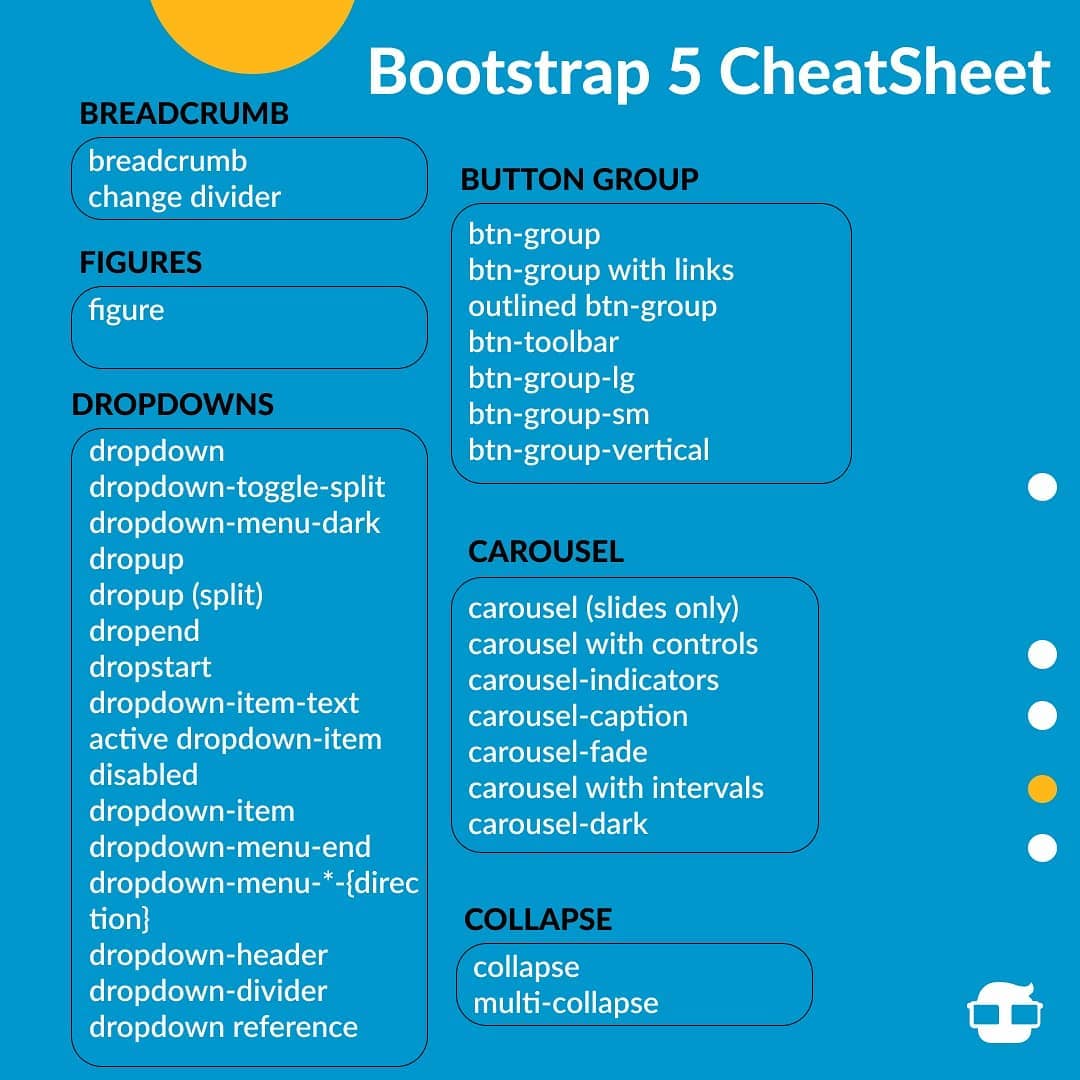 Bootstrap 5 CheatSheet
BREADCRUMB
breadcrumb
change divider
FIGURES
figure
DROPDOWNS
dropdown
dropdown-toggle-split
dropdown-menu-dark
dropup
dropup (split)
dropend
dropstart
dropdown-item-text
active dropdown-item
disabled
dropdown-item
dropdown-menu-end
dropdown-menu-*-{direc
tion}
dropdown-header
dropdown-divider
dropdown reference
BUTTON GROUP
btn-group
btn-group with links
outlined btn-group
btn-toolbar
btn-group-lg
btn-group-sm
btn-group-vertical
CAROUSEL
carousel (slides only)
carousel with controls
carousel-indicators
carousel-caption
carousel-fade
carousel with intervals
carousel-dark
COLLAPSE
collapse
multi-collapse